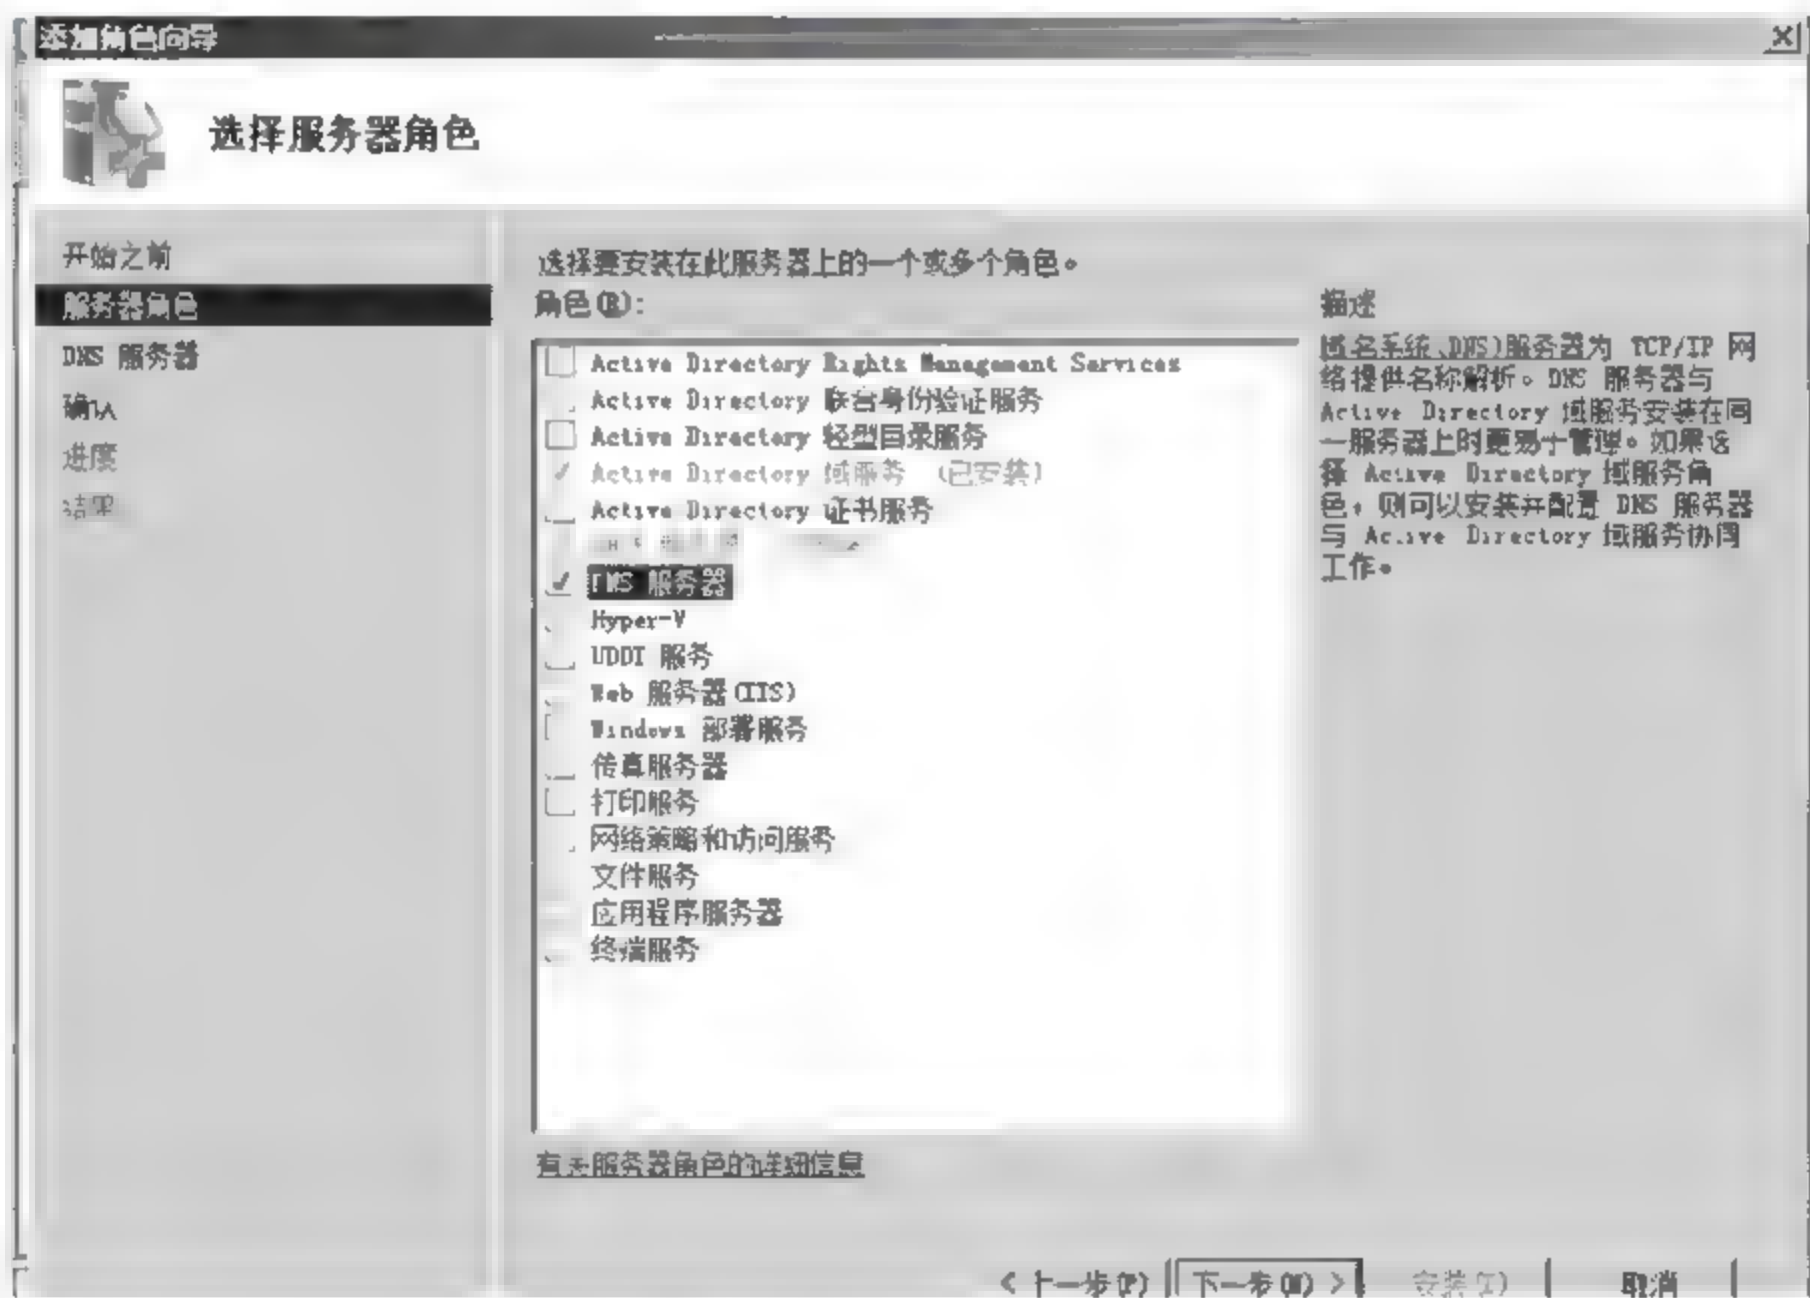 添加角色向导
选择服务器角色
开始之前
服务器角色
DNS 服务器
确认
进度
结果
选择要安装在此服务器上的一个或多个角色。
角色(R):
Active Directory Rights Management Services
Active Directory 联合身份验证服务
Active Directory 轻型目录服务
Active Directory 域服务 (已安装)
Active Directory 证书服务
DNS 服务器
Hyper-V
UDDI 服务
Web 服务器(IIS)
Windows 部署服务
传真服务器
打印服务
网络策略和访问服务
文件服务
应用程序服务器
终端服务
有关服务器角色的详细信息
描述
域名系统(DNS)服务器为 TCP/IP 网
络提供名称解析。DNS 服务器与
Active Directory 域服务安装在同
一服务器上时更易于管理。如果选
择 Active Directory 域服务角
色，则可以安装并配置 DNS 服务器
与 Active Directory 域服务协同
工作。
< 上一步(P) 下一步(N) > 安装(I) 取消